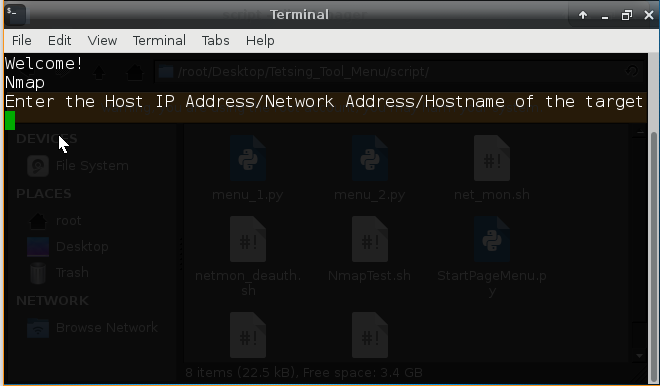 Terminal
File Edit View Terminal Tabs Help
Welcome!
Nmap
Enter the Host IP Address/Network Address/Hostname of the target
/root/Desktop/Tetsing_Tool_Menu/script/
DEVICES
File System
PLACES
root
Desktop
Trash
NETWORK
Browse Network
menu_1.py menu_2.py net_mon.sh
netmon_deauth.
sh
NmapTest.sh
StartPageMenu.p
y
8 items (22.5 kB), Free space: 3.4 GB